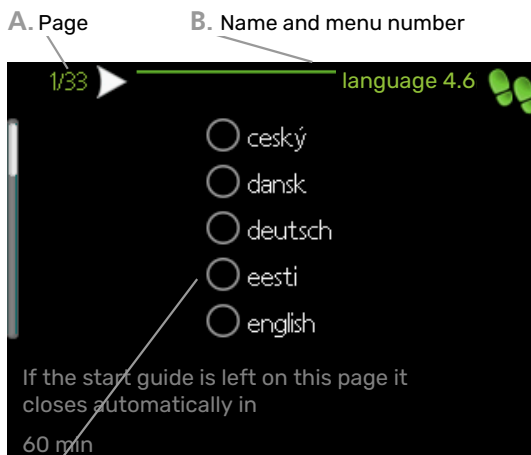 A. Page
B. Name and menu number
1/33
language 4.6
ceský
dansk
deutsch
eesti
english
If the start guide is left on this page it
closes automatically in
60 min